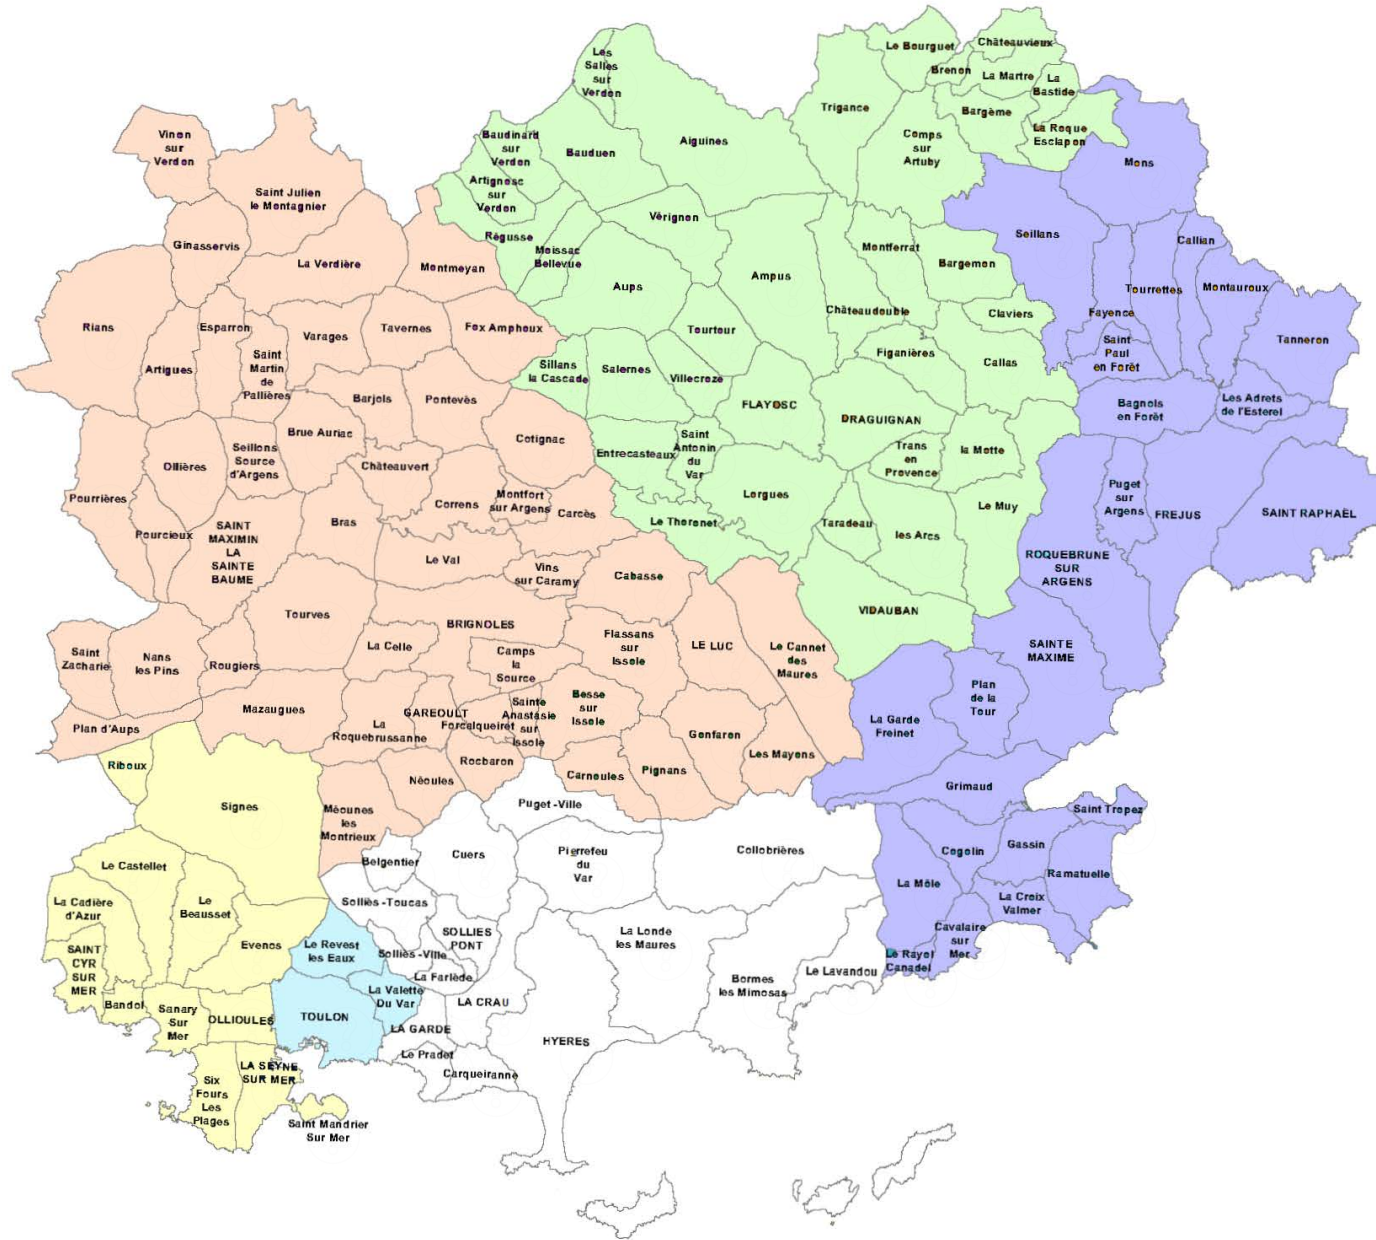 Le Bourguet
Châteauvieux
Les
Salles
sur
Verdon
Brenon
La Martre
La
Bastide
Trigance
Bargème
Vinon
sur
Verdon
Baudinard
sur
Verdon
Bauduen
Aiguines
Comps
sur
Artuby
La Roque
Esclapon
Mons
Saint Julien
le Montagnier
Artignosc
sur
Verdon
Vérignon
Ginasservis
Régusse
Moissac
Bellevue
Montferrat
Seillans
Callian
La Verdière
Montmeyan
Aups
Ampus
Bargemon
Tourrettes
Montauroux
Rians
Esparron
Varages
Tavernes
Fox Amphoux
Tourtour
Châteaudouble
Claviers
Fayence
Tanneron
Artigues
Saint
Martin
de
Pallières
Sillans
la Cascade
Salernes
Villecroze
Figanières
Callas
Saint
Paul
en Forêt
Barjols
Pontevès
FLAYOSC
DRAGUIGNAN
Bagnols
en Forêt
Les Adrets
de l'Esterel
Brue Auriac
Cotignac
Ollières
Seillons
Source
d'Argens
Châteauvert
Entrecasteaux
Saint
Antonin
du
Var
Trans
en
Provence
la Motte
Pourrières
Correns
Montfort
sur Argens
Carcès
Lorgues
Le Muy
Puget
sur
Argens
FREJUS
SAINT RAPHAËL
Pourcieux
SAINT
MAXIMIN
LA
SAINTE
BAUME
Bras
Le Thoronet
Taradeau
les Arcs
Le Val
Vins
sur Caramy
Cabasse
ROQUEBRUNE
SUR
ARGENS
Tourves
BRIGNOLES
VIDAUBAN
Saint
Zacharie
Nans
les Pins
Rougiers
La Celle
Camps
la
Source
Flassans
sur
Issole
LE LUC
Le Cannet
des
Maures
SAINTE
MAXIME
Plan d'Aups
Mazaugues
La
Roquebrussanne
GAREOULT
Forcalqueiret
Sainte
Anastasie
sur
Issole
Besse
sur
Issole
Gonfaron
Les Mayons
La Garde
Freinet
Plan
de la
Tour
Riboux
Signes
Néoules
Rocbaron
Carnoules
Pignans
Grimaud
Méounes
les
Montrieux
Puget -Ville
Saint Tropez
Le Castellet
Belgentier
Cuers
Pierrefeu
du
Var
Collobrières
Cogolin
Gassin
La Môle
Ramatuelle
La Cadière
d'Azur
Le
Beausset
Solliès -Toucas
La Croix
Valmer
SAINT
CYR
SUR
MER
Evenos
Le Revest
les Eaux
SOLLIES
PONT
Solliès -Ville
La Londe
les Maures
Cavalaire
sur
Mer
Le Rayol
Canadel
La Farlède
Bormes
les Mimosas
Le Lavandou
Bandol
Sanary
Sur
Mer
OLLIOULES
TOULON
La Valette
Du Var
LA CRAU
LA GARDE
HYERES
Le Pradet
Carqueiranne
Six
Fours
Les
Plages
LA SEYNE
SUR MER
Saint Mandrier
Sur Mer